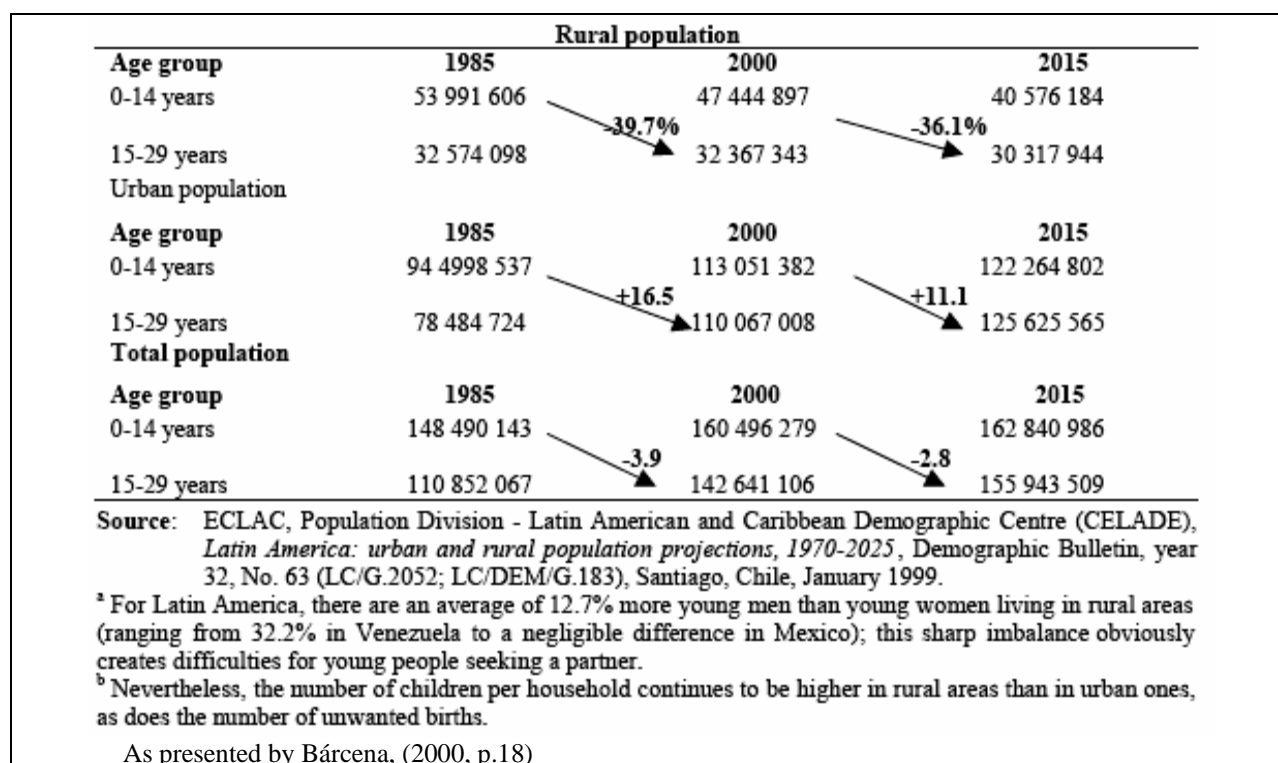 Rural population
Age group 1985 2000 2015
0-14 years 53 991 606 47 444 897 40 576 184
-39.7% -36.1%
15-29 years 32 574 098 32 367 343 30 317 944
Urban population
Age group 1985 2000 2015
0-14 years 94 4998 537 113 051 382 122 264 802
+16.5 +11.1
15-29 years 78 484 724 110 067 008 125 625 565
Total population
Age group 1985 2000 2015
0-14 years 148 490 143 160 496 279 162 840 986
-3.9 -2.8
15-29 years 110 852 067 142 641 106 155 943 509
Source: ECLAC, Population Division - Latin American and Caribbean Demographic Centre (CELADE),
Latin America: urban and rural population projections, 1970-2025, Demographic Bulletin, year
32, No. 63 (LC/G.2052; LC/DEM/G.183), Santiago, Chile, January 1999.
a For Latin America, there are an average of 12.7% more young men than young women living in rural areas
(ranging from 32.2% in Venezuela to a negligible difference in Mexico); this sharp imbalance obviously
creates difficulties for young people seeking a partner.
b Nevertheless, the number of children per household continues to be higher in rural areas than in urban ones,
as does the number of unwanted births.
As presented by Bárcena, (2000, p.18)